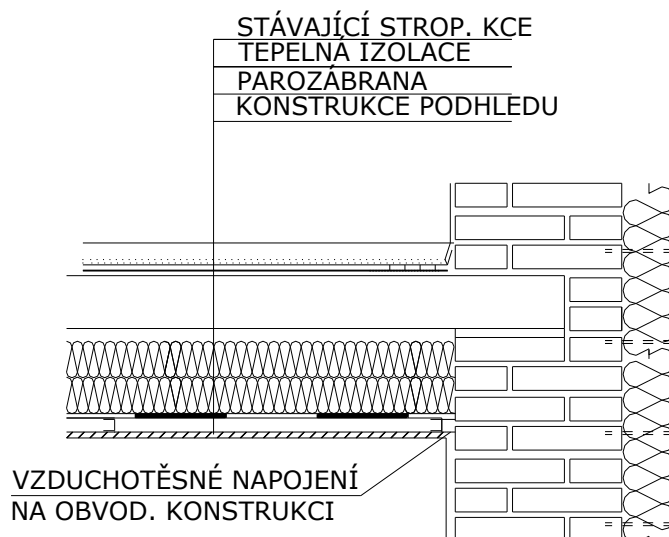 STÁVAJÍCÍ STROP. KCE
TEPELNÁ IZOLACE
PAROZÁBRANA
KONSTRUKCE PODHLEDU
VZDUCHOTĚSNÉ NAPOJENÍ
NA OBVOD. KONSTRUKCI